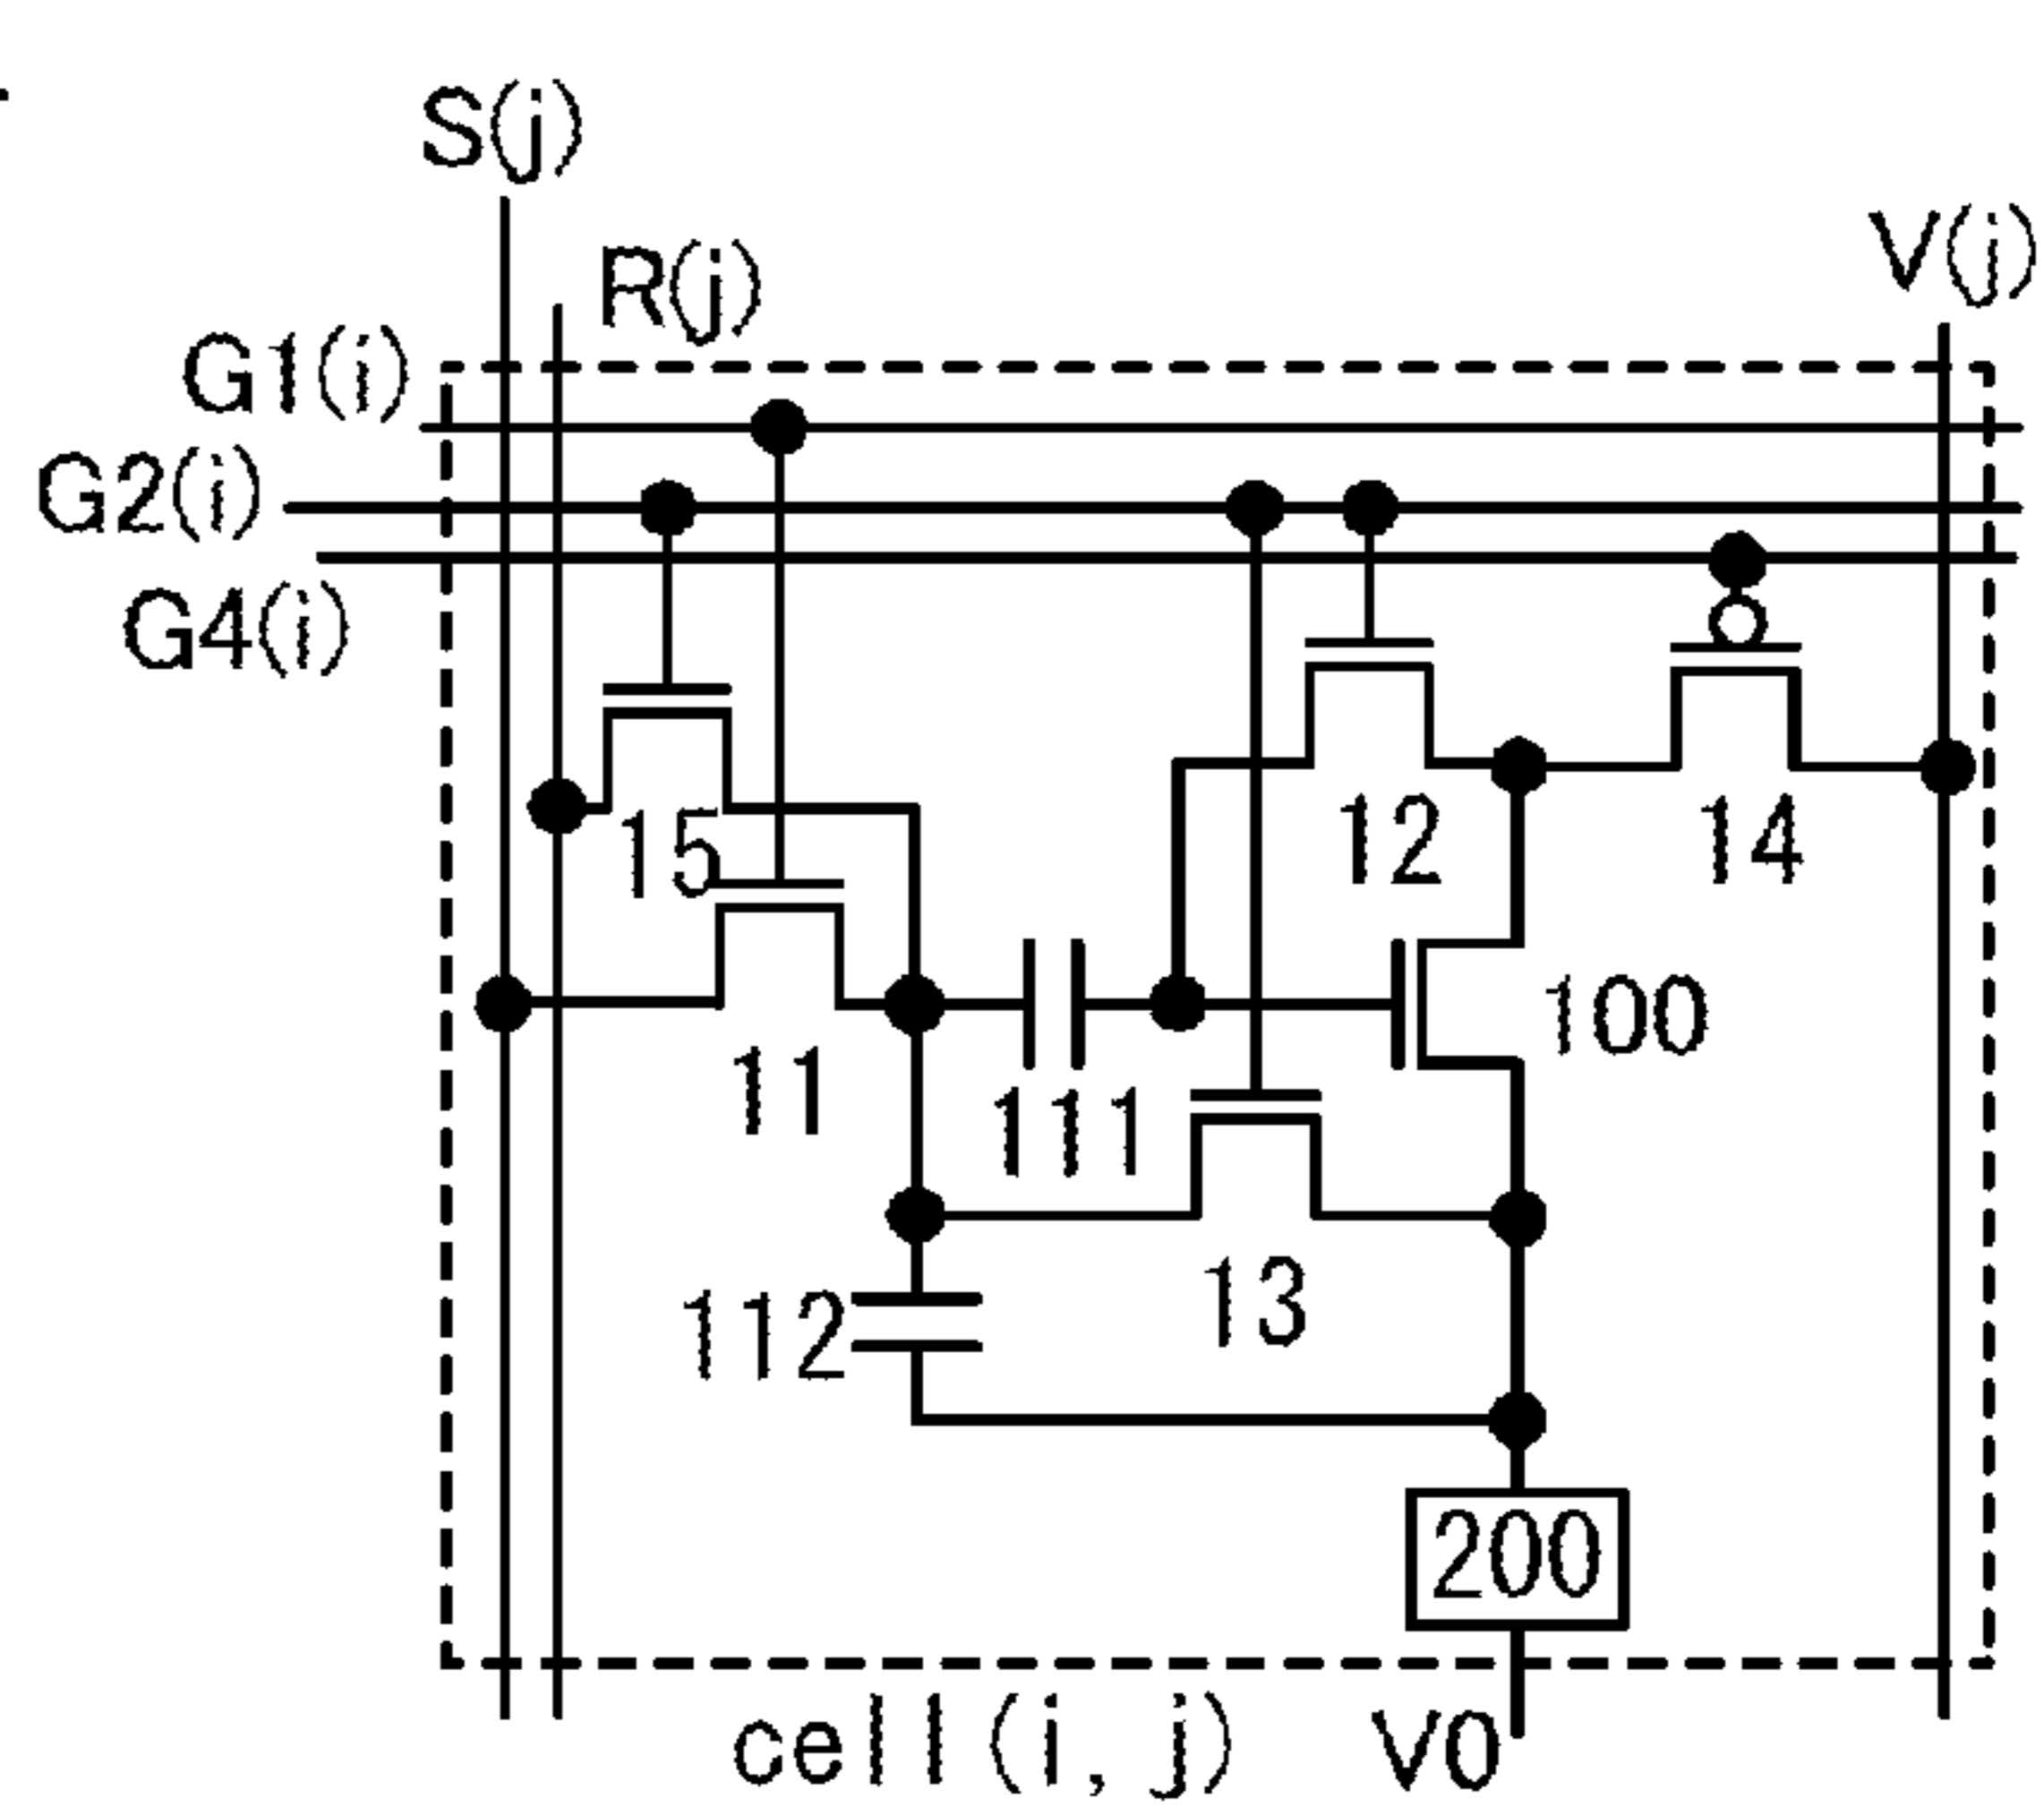 S(j)
R(j)
V(j)
G1(i)
G2(i)
G4(i)
15
12
14
100
11
111
13
112
200
cell(i, j)
V0